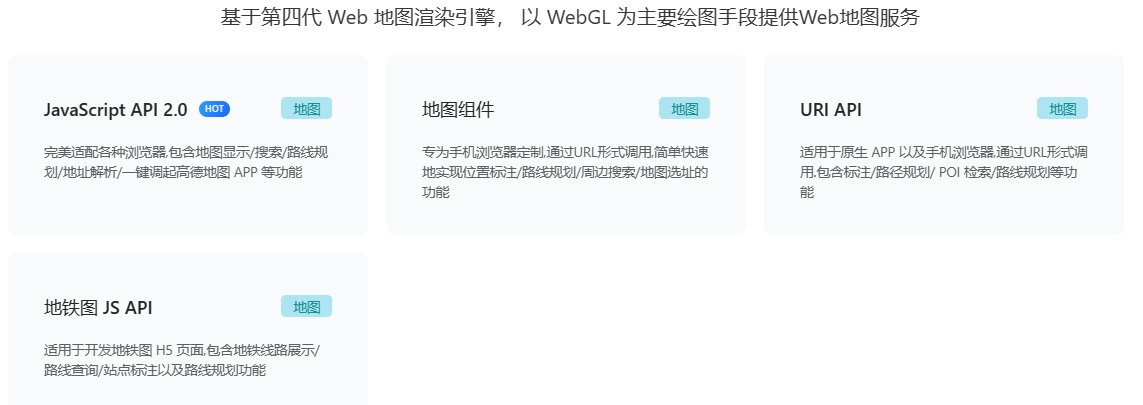 基于第四代 Web 地图渲染引擎， 以 WebGL 为主要绘图手段提供Web地图服务
JavaScript API 2.0 HOT 地图
完美适配各种浏览器,包含地图显示/搜索/路线规
划/地址解析/一键调起高德地图 APP 等功能
地图组件 地图
专为手机浏览器定制,通过URL形式调用,简单快速
地实现位置标注/路线规划/周边搜索/地图选址的
功能
URI API 地图
适用于原生 APP 以及手机浏览器,通过URL形式调
用.包含标注/路径规划/ POI 检索/路线规划等功
能
地铁图 JS API 地图
适用于开发地铁图 H5 页面,包含地铁线路展示/
路线查询/站点标注以及路线规划功能